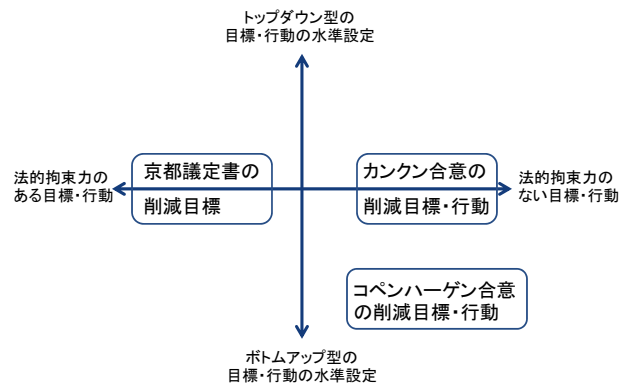 トップダウン型の
目標・行動の水準設定
法的拘束力の
ある目標・行動
京都議定書の
削減目標
カンクン合意の
削減目標・行動
法的拘束力の
ない目標・行動
コペンハーゲン合意
の削減目標・行動
ボトムアップ型の
目標・行動の水準設定